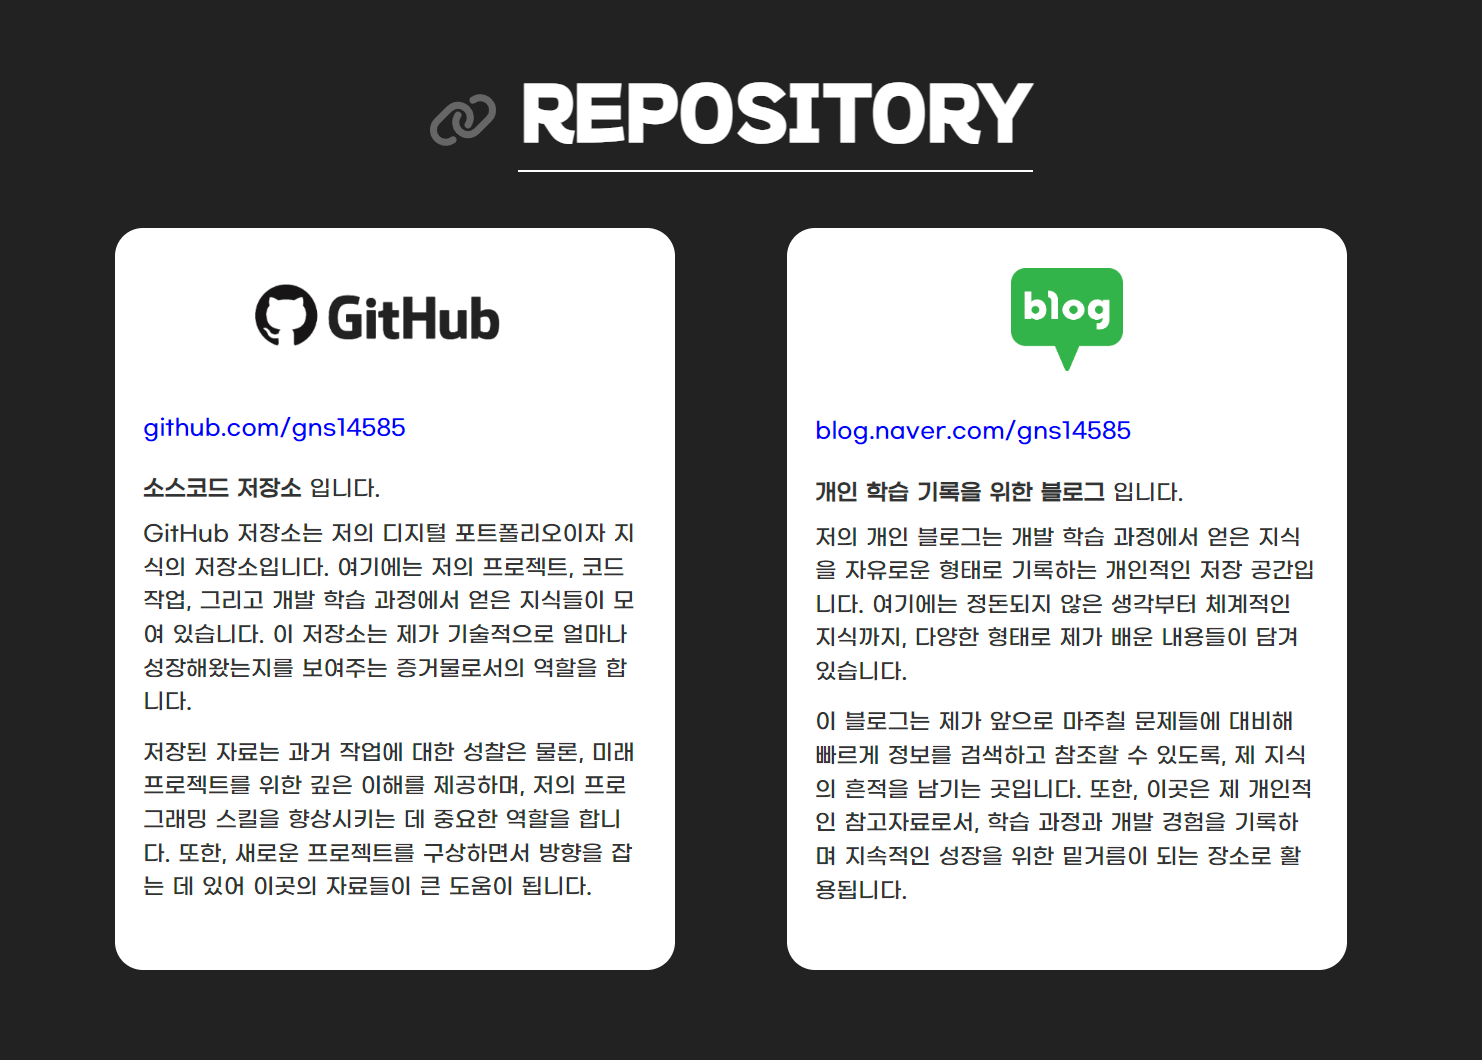 REPOSITORY
GitHub
github.com/gns14585
소스코드 저장소 입니다.
GitHub 저장소는 저의 디지털 포트폴리오이자 지
식의 저장소입니다. 여기에는 저의 프로젝트, 코드
작업, 그리고 개발 학습 과정에서 얻은 지식들이 모
여 있습니다. 이 저장소는 제가 기술적으로 얼마나
성장해왔는지를 보여주는 증거물로서의 역할을 합
니다.
저장된 자료는 과거 작업에 대한 성찰은 물론, 미래
프로젝트를 위한 깊은 이해를 제공하며, 저의 프로
그래밍 스킬을 향상시키는 데 중요한 역할을 합니
다. 또한, 새로운 프로젝트를 구상하면서 방향을 잡
는 데 있어 이곳의 자료들이 큰 도움이 됩니다.
blog
blog.naver.com/gns14585
개인 학습 기록을 위한 블로그 입니다.
저의 개인 블로그는 개발 학습 과정에서 얻은 지식
을 자유로운 형태로 기록하는 개인적인 저장 공간입
니다. 여기에는 정돈되지 않은 생각부터 체계적인
지식까지, 다양한 형태로 제가 배운 내용들이 담겨
있습니다.
이 블로그는 제가 앞으로 마주칠 문제들에 대비해
빠르게 정보를 검색하고 참조할 수 있도록, 제 지식
의 흔적을 남기는 곳입니다. 또한, 이곳은 제 개인적
인 참고자료로서, 학습 과정과 개발 경험을 기록하
며 지속적인 성장을 위한 밑거름이 되는 장소로 활
용됩니다.